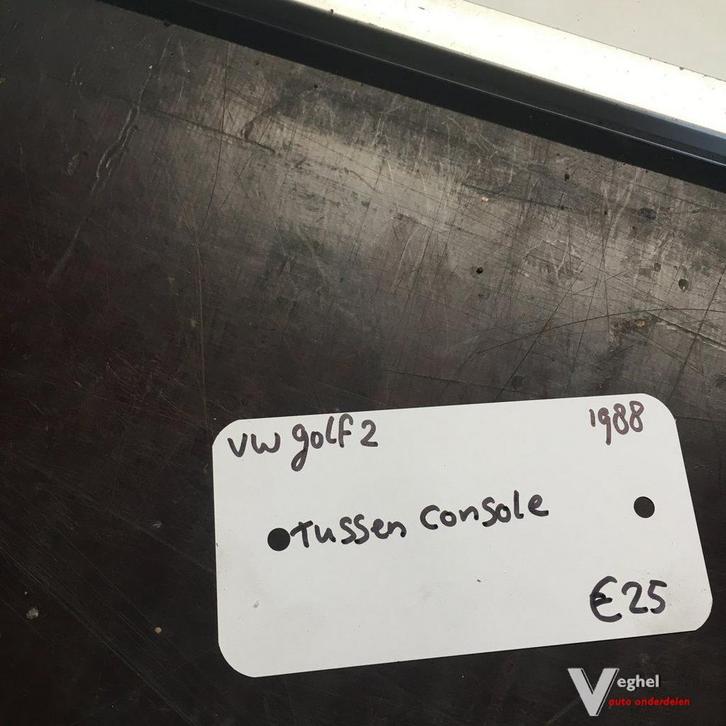 VW golf 2 1988
tussen console
€25
Veghel
auto onderdelen